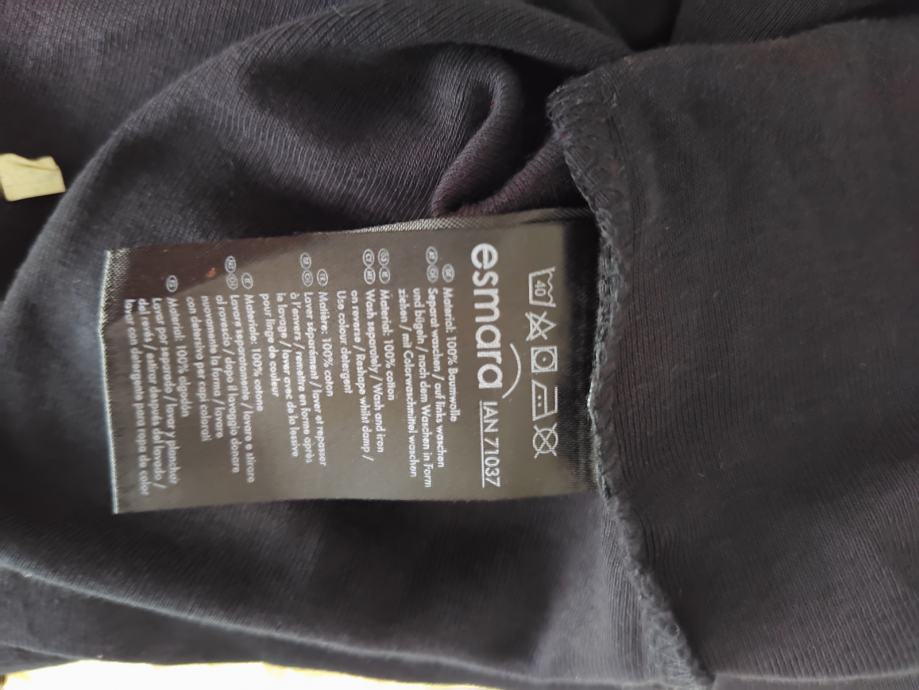 40
esmara IAN 71037
DE AT Material: 100% Baumwolle
AT CH Separat waschen / auf links waschen
und bügeln / nach dem Waschen in Form
ziehen / mit Colorwaschmittel waschen
Material: 100% cotton
Wash separately / Wash and iron
on reverse / Reshape whilst damp /
Use colour detergent
Matière: 100% coton
Laver séparément / laver et repasser
à l'envers / remettre en forme après
le lavage / laver avec de la lessive
pour linge de couleur
Materiale: 100% cotone
Lavare separatamente / lavare e stirare
al rovescio / dopo il lavaggio donare
nuovamente la forma / lavare
con detersivo per capi colorati
Material: 100% algodón
Lavar por separado / lavar y planchar
del revés / estirar después del lavado /
lavar con detergente para ropa de color